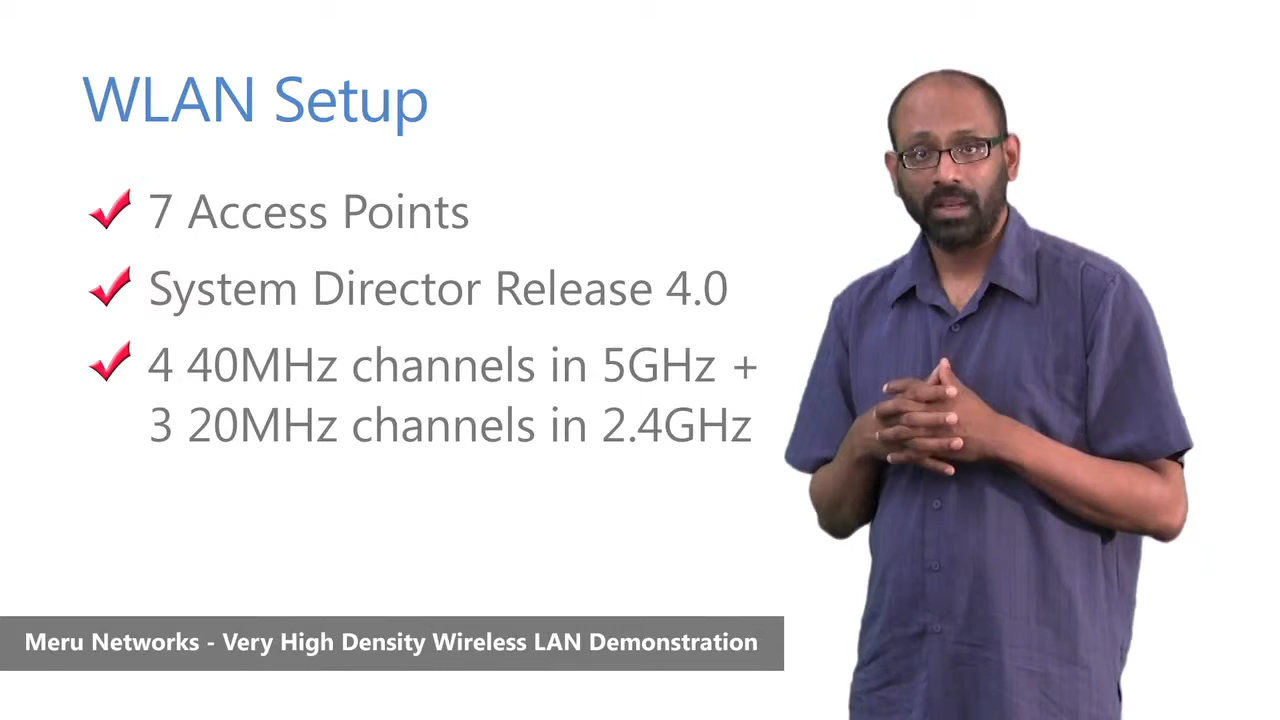 WLAN Setup
7 Access Points
System Director Release 4.0
4 40MHz channels in 5GHz +
3 20MHz channels in 2.4GHz
Meru Networks - Very High Density Wireless LAN Demonstration